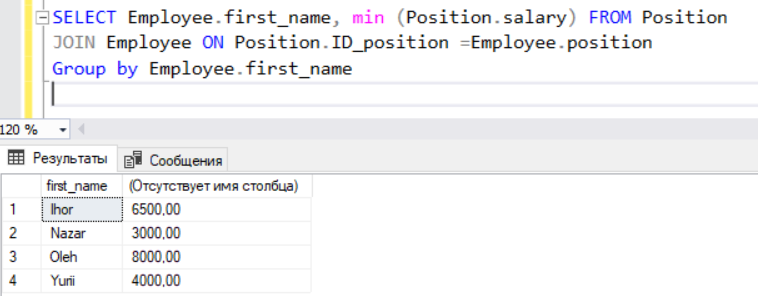 SELECT Employee.first_name, min (Position.salary) FROM Position
JOIN Employee ON Position.ID_position =Employee.position
Group by Employee.first_name
120 %
Результаты Сообщения
first_name (Отсутствует имя столбца)
1 Ihor 6500,00
2 Nazar 3000,00
3 Oleh 8000,00
4 Yurii 4000,00